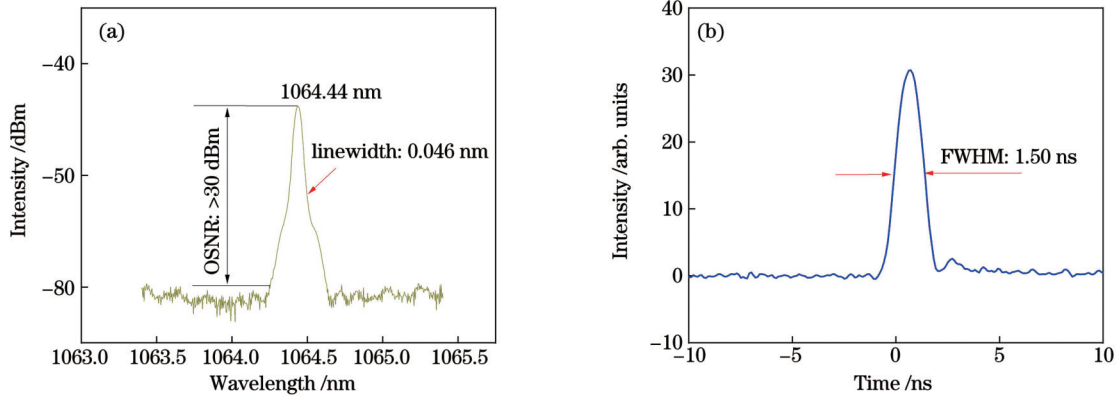 (a)
1064.44 nm
linewidth: 0.046 nm
OSNR: >30 dBm
Intensity /dBm
−40
−50
−80
1063.0 1063.5 1064.0 1064.5 1065.0 1065.5
Wavelength /nm
(b)
FWHM: 1.50 ns
Intensity /arb. units
40
30
20
10
0
−10
−10 −5 0 5 10
Time /ns